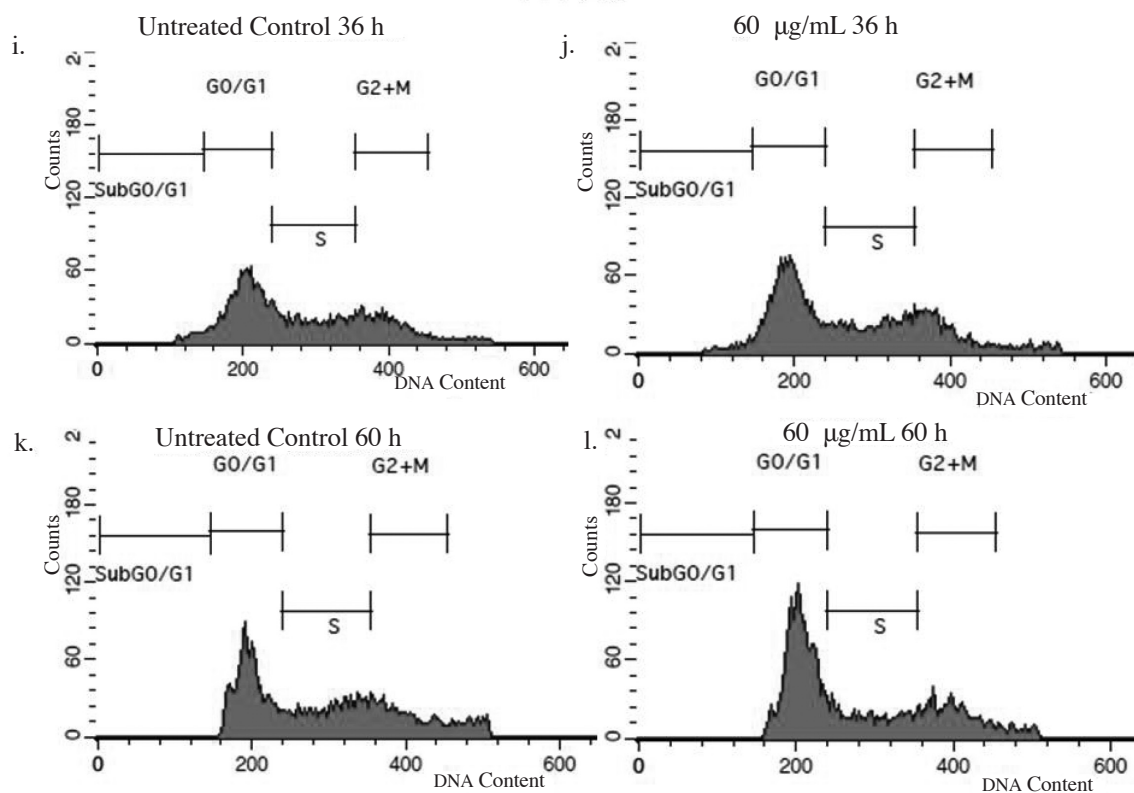 i.
Untreated Control 36 h
2
G0/G1
G2+M
180
Counts
SubG0/G1
120
S
60
0
0
200
400
600
DNA Content
j.
60 µg/mL 36 h
2
G0/G1
G2+M
180
Counts
SubG0/G1
120
S
60
0
0
200
400
600
DNA Content
k.
Untreated Control 60 h
2
G0/G1
G2+M
180
Counts
SubG0/G1
120
S
60
0
0
200
400
600
DNA Content
l.
60 µg/mL 60 h
2
G0/G1
G2+M
180
Counts
SubG0/G1
120
S
60
0
0
200
400
600
DNA Content